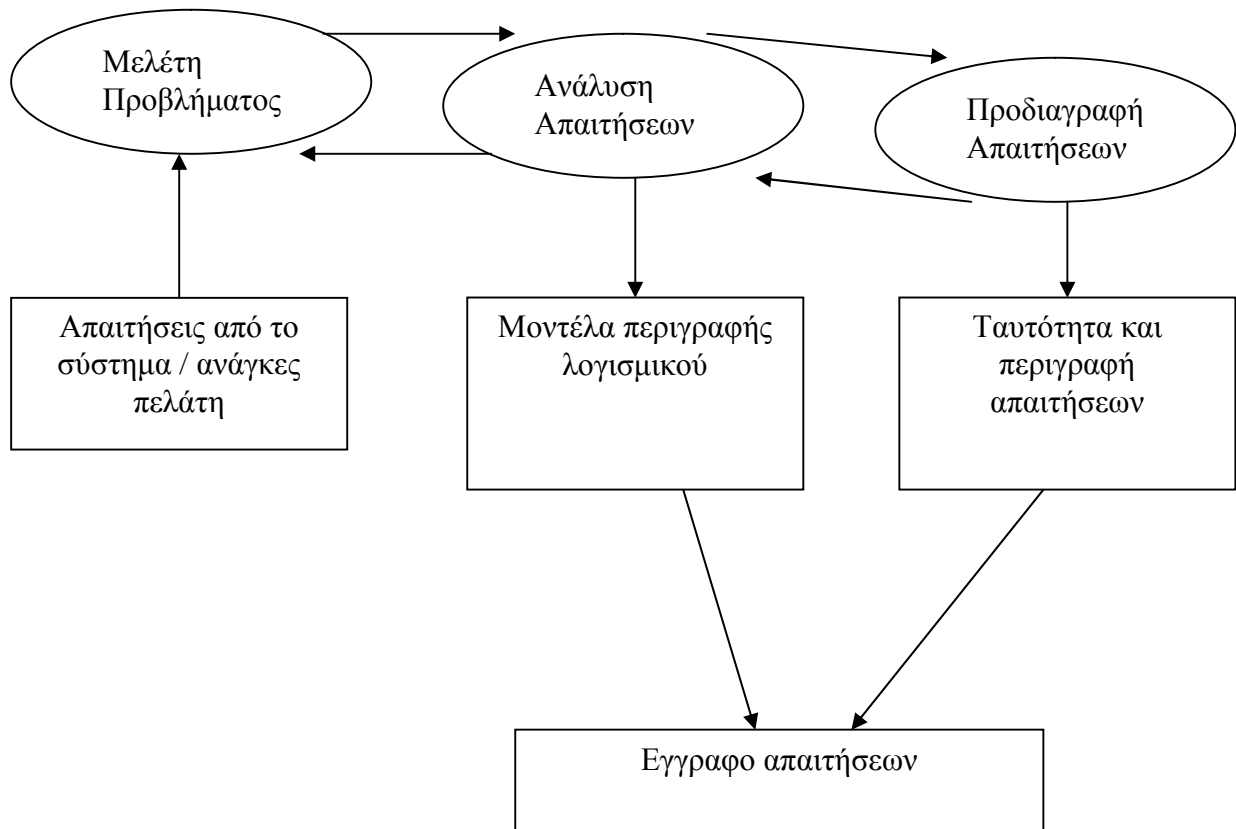 Μελέτη
Προβλήματος
Ανάλυση
Απαιτήσεων
Προδιαγραφή
Απαιτήσεων
Απαιτήσεις από το
σύστημα / ανάγκες
πελάτη
Μοντέλα περιγραφής
λογισμικού
Ταυτότητα και
περιγραφή
απαιτήσεων
Εγγραφο απαιτήσεων